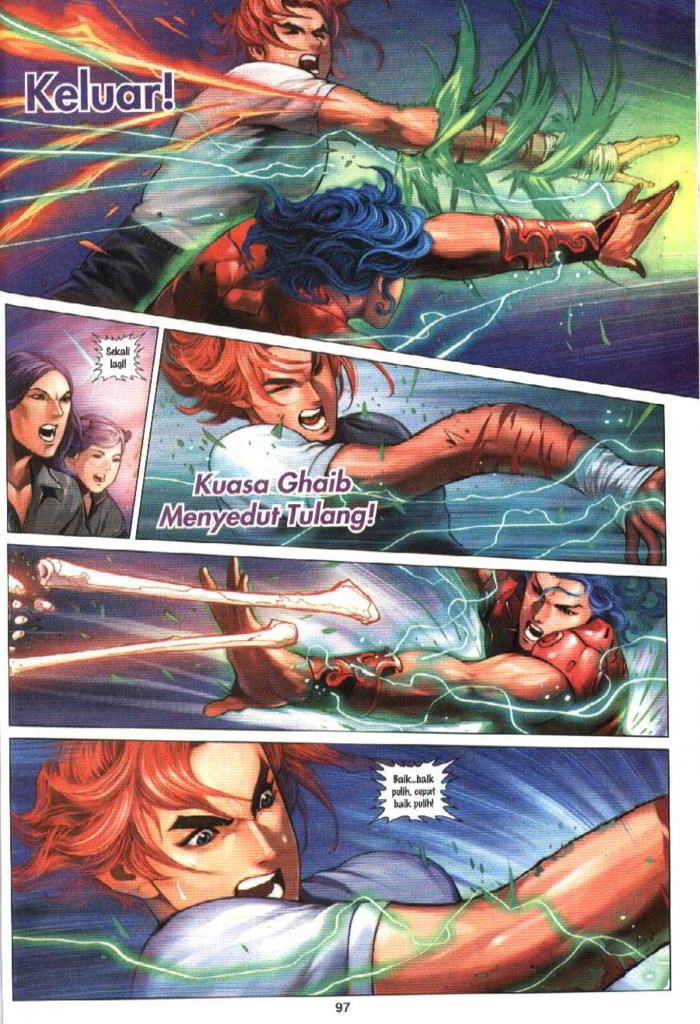 Keluar!
Sekali
lagi!
Kuasa Ghaib
Menyedut Tulang!
Baik...baik
pulih, cepat
baik pulih!
97